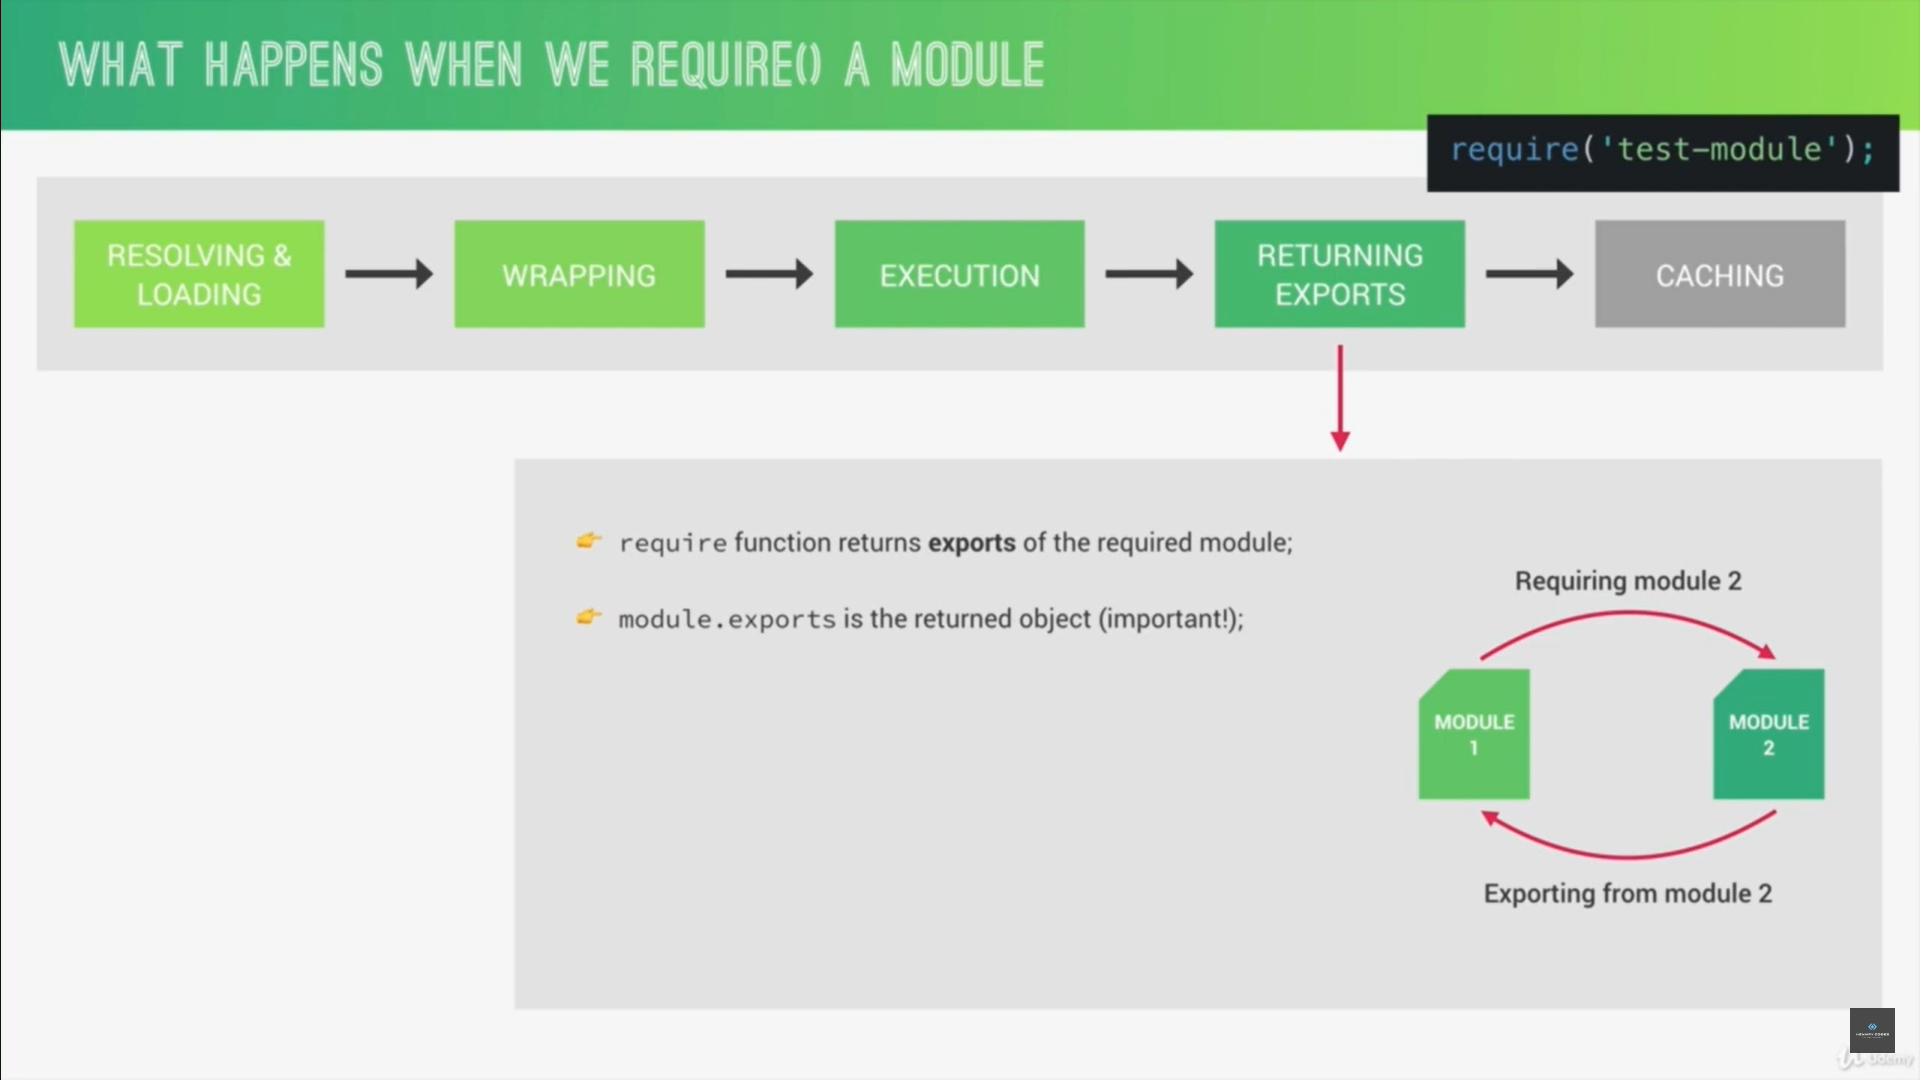 WHAT HAPPENS WHEN WE REQUIRE() A MODULE
require('test-module');
RESOLVING &
LOADING
WRAPPING
EXECUTION
RETURNING
EXPORTS
CACHING
require function returns exports of the required module;
module.exports is the returned object (important!);
Requiring module 2
MODULE
1
MODULE
2
Exporting from module 2
Udemy